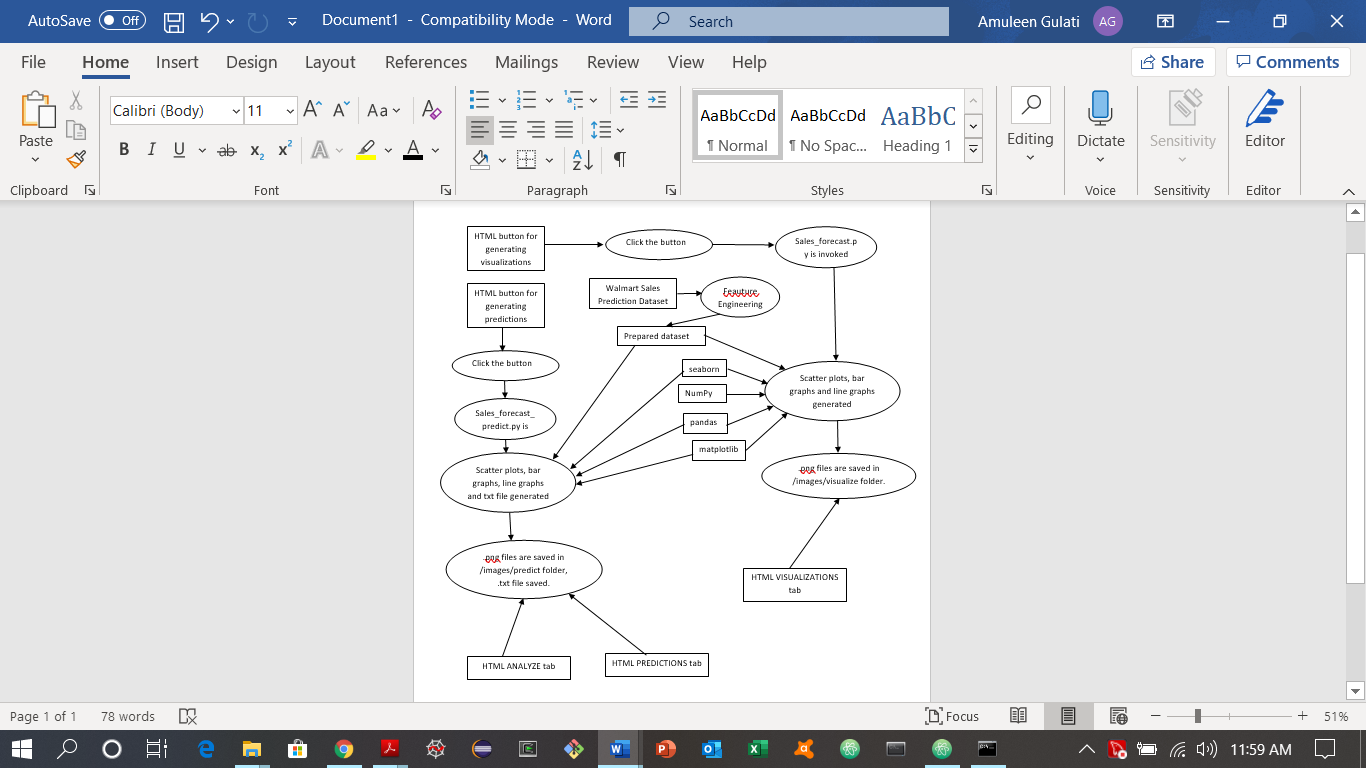 AutoSave Off Document1 - Compatibility Mode - Word Search Amuleen Gulati AG
File Home Insert Design Layout References Mailings Review View Help Share Comments
Calibri (Body) 11 A A Aa A
B I U ab x2 x2 A A
Paste
AaBbCcDd AaBbCcDd AaBbC
¶ Normal ¶ No Spac... Heading 1
Editing Dictate Sensitivity Editor
Clipboard Font Paragraph Styles Voice Sensitivity Editor
HTML button for
generating
visualizations
Click the button
Sales_forecast.p
y is invoked
HTML button for
generating
predictions
Walmart Sales
Prediction Dataset
Feauture
Engineering
Prepared dataset
Click the button
seaborn
NumPy
pandas
matplotlib
Scatter plots, bar
graphs and line graphs
generated
Sales_forecast_
predict.py is
Scatter plots, bar
graphs, line graphs
and txt file generated
.png files are saved in
/images/visualize folder.
.png files are saved in
/images/predict folder,
.txt file saved.
HTML VISUALIZATIONS
tab
HTML ANALYZE tab
HTML PREDICTIONS tab
Page 1 of 1 78 words Focus 51%
11:59 AM